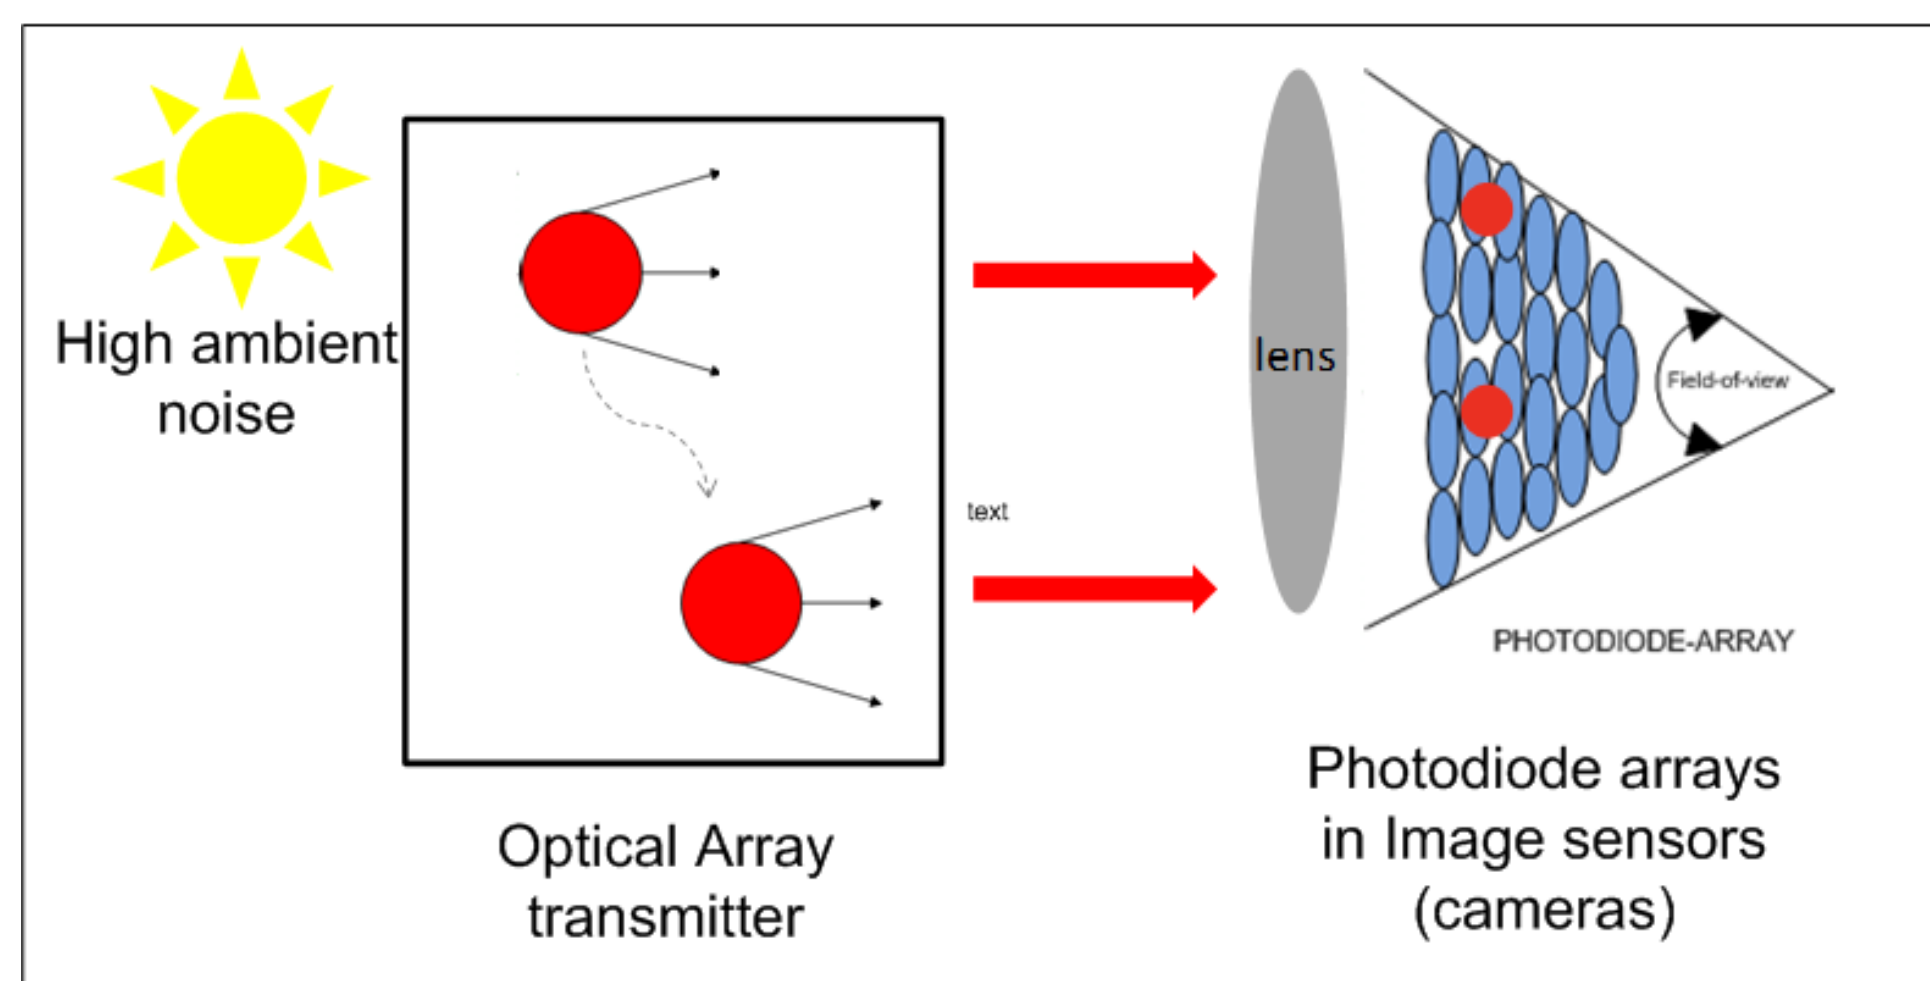 High ambient
noise
Optical Array
transmitter
text
lens
Field-of-view
PHOTODIODE-ARRAY
Photodiode arrays
in Image sensors
(cameras)